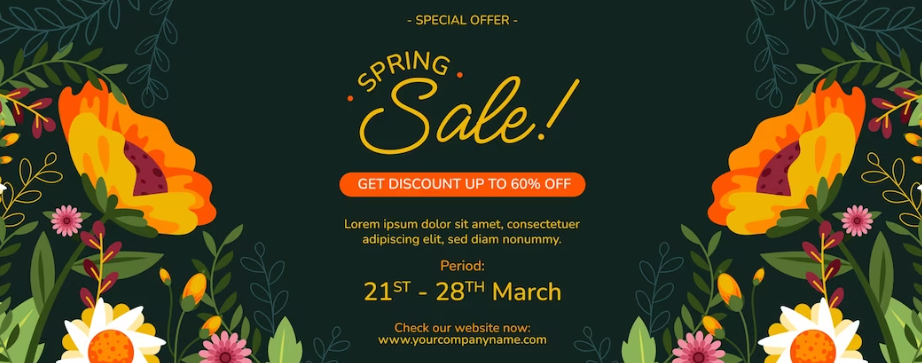 - SPECIAL OFFER -
SPRING
Sale!
GET DISCOUNT UP TO 60% OFF
Lorem ipsum dolor sit amet, consectetuer
adipiscing elit, sed diam nonummy.
Period:
21ST - 28TH March
Check our website now:
www.yourcompanyname.com